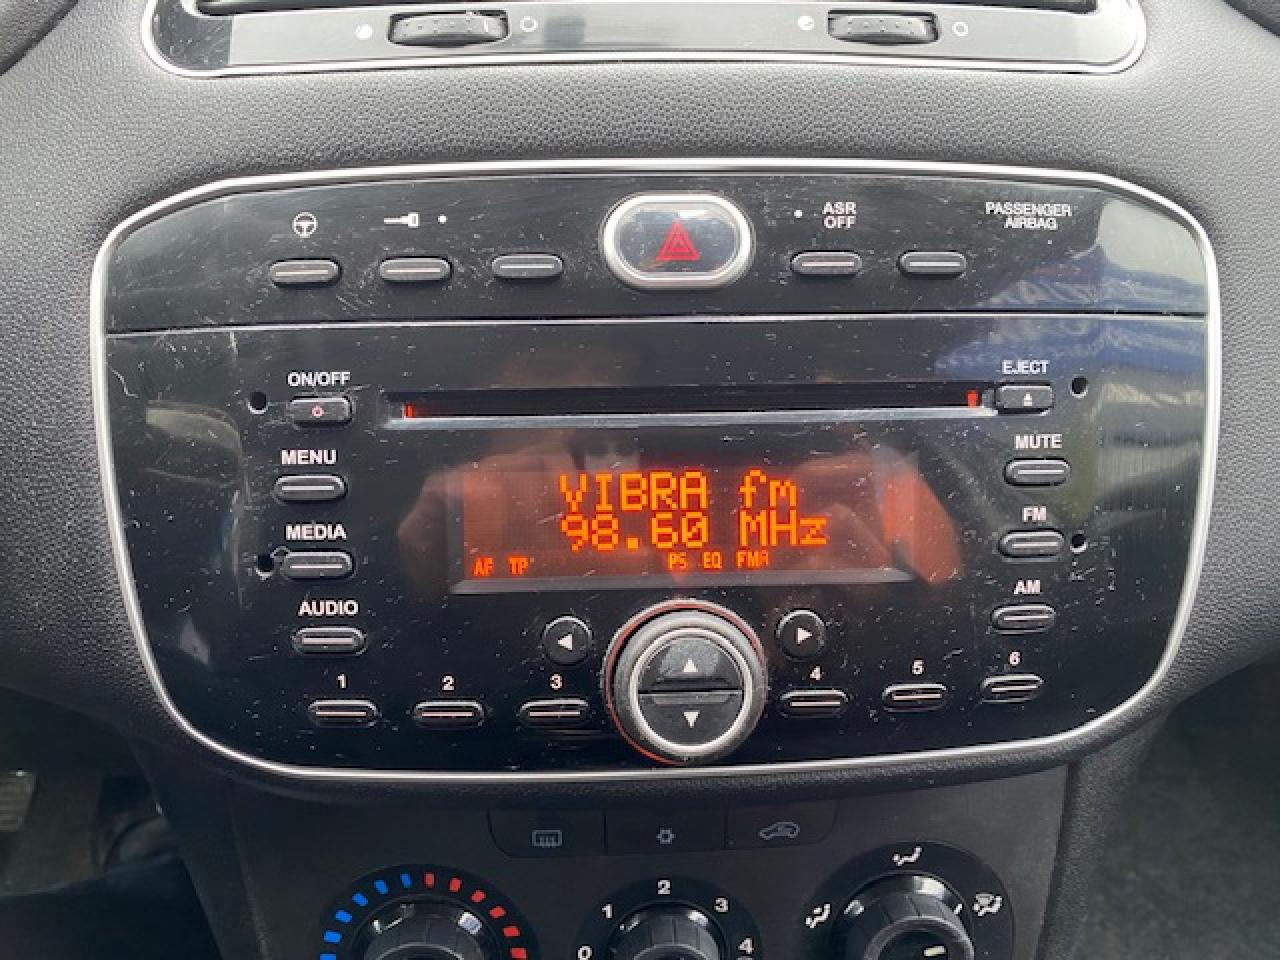 ASR
OFF
PASSENGER
AIRBAG
ON/OFF
EJECT
MENU
MUTE
VIBRA fm
98.60 MHz
AF TP PS EQ FMA
MEDIA
FM
AUDIO
AM
1
2
3
4
5
6
0
1
2
3
4